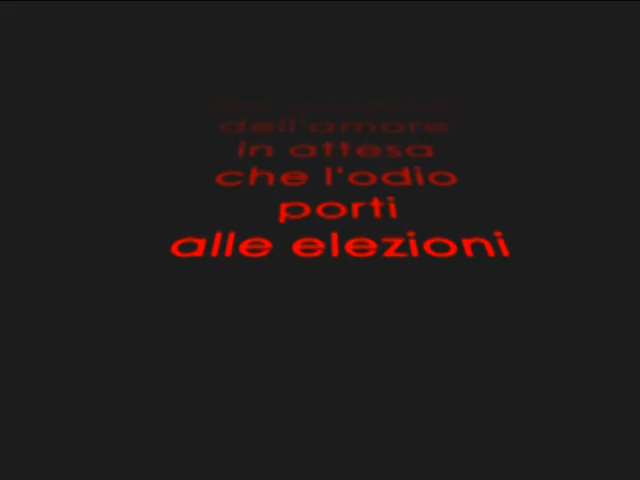 dell'amore
in attesa
che l'odio
porti
alle elezioni